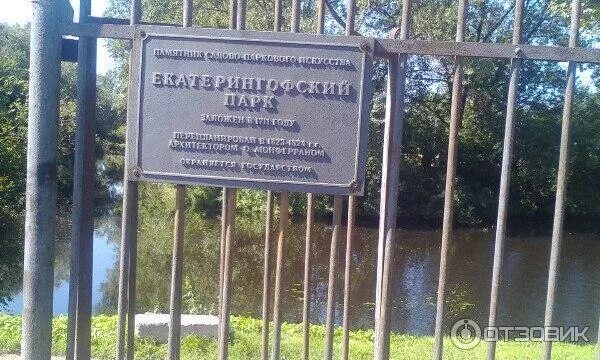 ПАМЯТНИК САДОВО-ПАРКОВОГО ИСКУССТВА
ЕКАТЕРИНГОФСКИЙ
ПАРК
ЗАЛОЖЕН В 1711 ГОДУ
ПЕРЕПЛАНИРОВАН В 1823-1824 г.г.
АРХИТЕКТОРОМ О. МОНФЕРРАНОМ
ОХРАНЯЕТСЯ ГОСУДАРСТВОМ
ОТЗОВИК